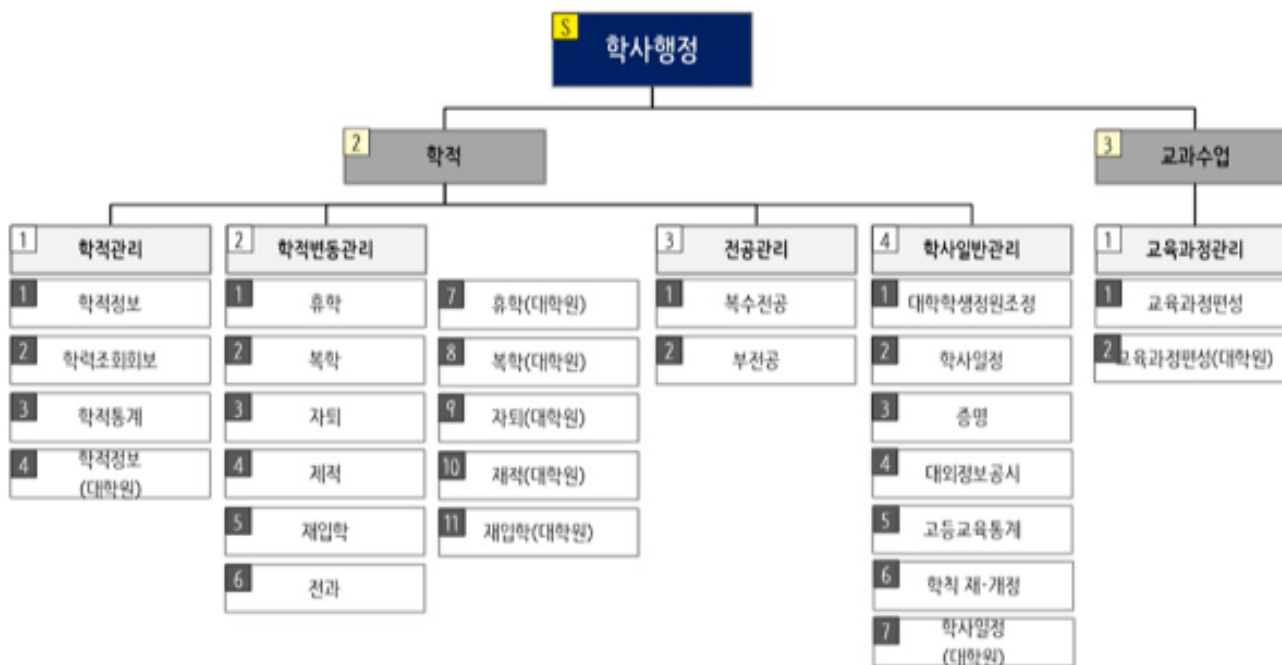 S
학사행정
2
학적
3
교과수업
1
학적관리
1
학적정보
2
학력조회회보
3
학적통계
4
학적정보
(대학원)
2
학적변동관리
1
휴학
2
복학
3
자퇴
4
제적
5
재입학
6
전과
7
휴학(대학원)
8
복학(대학원)
9
자퇴(대학원)
10
재적(대학원)
11
재입학(대학원)
3
전공관리
1
복수전공
2
부전공
4
학사일반관리
1
대학학생정원조정
2
학사일정
3
증명
4
대외정보공시
5
고등교육통계
6
학칙 재·개정
7
학사일정
(대학원)
1
교육과정관리
1
교육과정편성
2
교육과정편성(대학원)